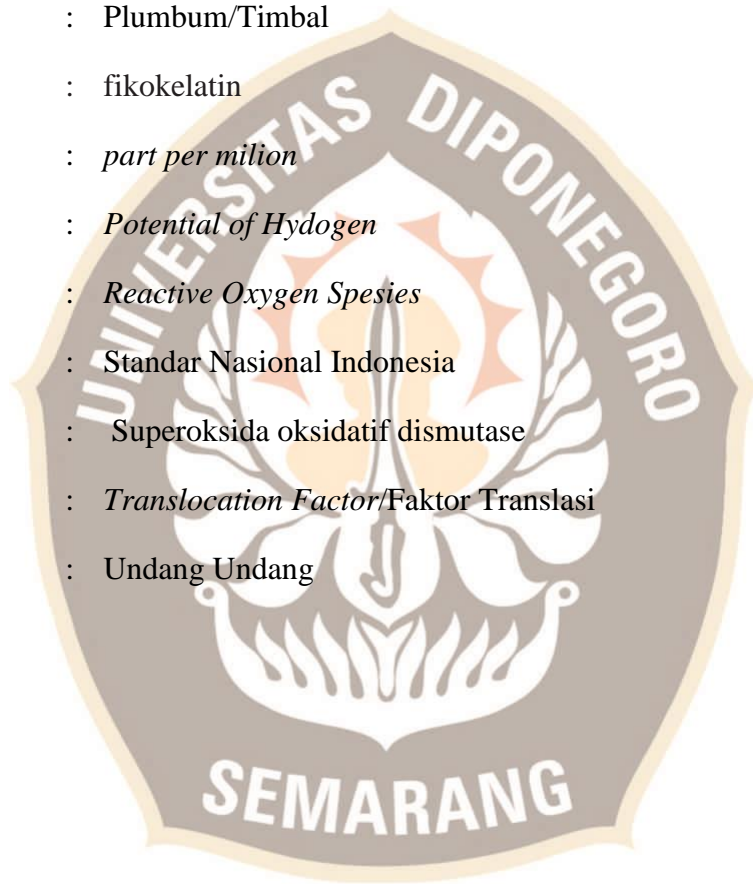 : Plumbum/Timbal
: fikokelatin
: part per milion
: Potential of Hydogen
: Reactive Oxygen Spesies
: Standar Nasional Indonesia
: Superoksida oksidatif dismutase
: Translocation Factor/Faktor Translasi
: Undang Undang
UNIVERSITAS DIPONEGORO
SEMARANG